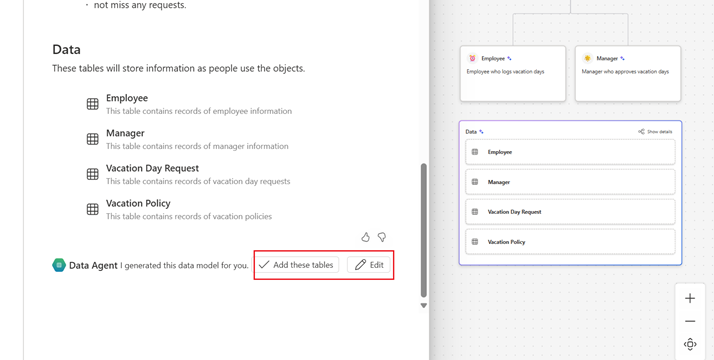 · not miss any requests.
Data
These tables will store information as people use the objects.
Employee
This table contains records of employee information
Manager
This table contains records of manager information
Vacation Day Request
This table contains records of vacation day requests
Vacation Policy
This table contains records of vacation policies
Data Agent I generated this data model for you. Add these tables Edit
Employee
Employee who logs vacation days
Manager
Manager who approves vacation days
Data Show details
Employee
Manager
Vacation Day Request
Vacation Policy